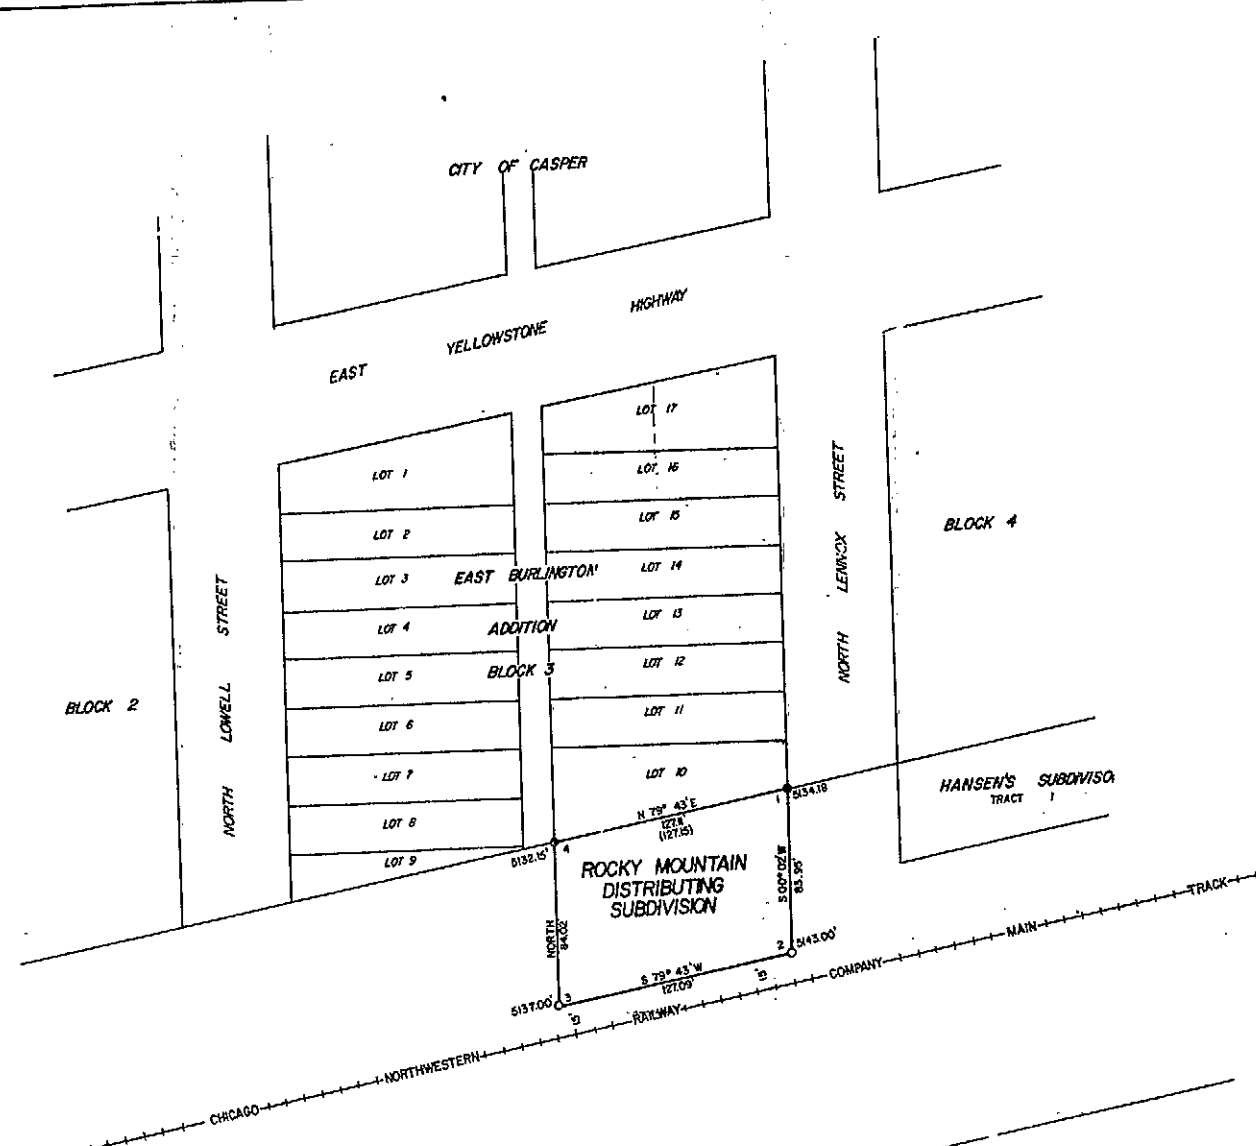 CITY OF CASPER
EAST YELLOWSTONE HIGHWAY
LOT 1
LOT 2
LOT 3
LOT 4
LOT 5
LOT 6
LOT 7
LOT 8
LOT 9
LOT 17
LOT 16
LOT 15
LOT 14
LOT 13
LOT 12
LOT 11
LOT 10
EAST BURLINGTON
ADDITION
BLOCK 3
BLOCK 2
NORTH LOWELL STREET
NORTH LENNOX STREET
BLOCK 4
HANSEN'S SUBDIVISO
TRACT 1
N 79° 43' E
(127.15)
1
5134.18
5132.15'
4
ROCKY MOUNTAIN
DISTRIBUTING
SUBDIVISION
S 00° 02' W
83.95'
NORTH
84.02'
2
5143.00'
S 79° 43' W
127.09'
5137.00'
3
CHICAGO NORTHWESTERN RAILWAY COMPANY MAIN TRACK